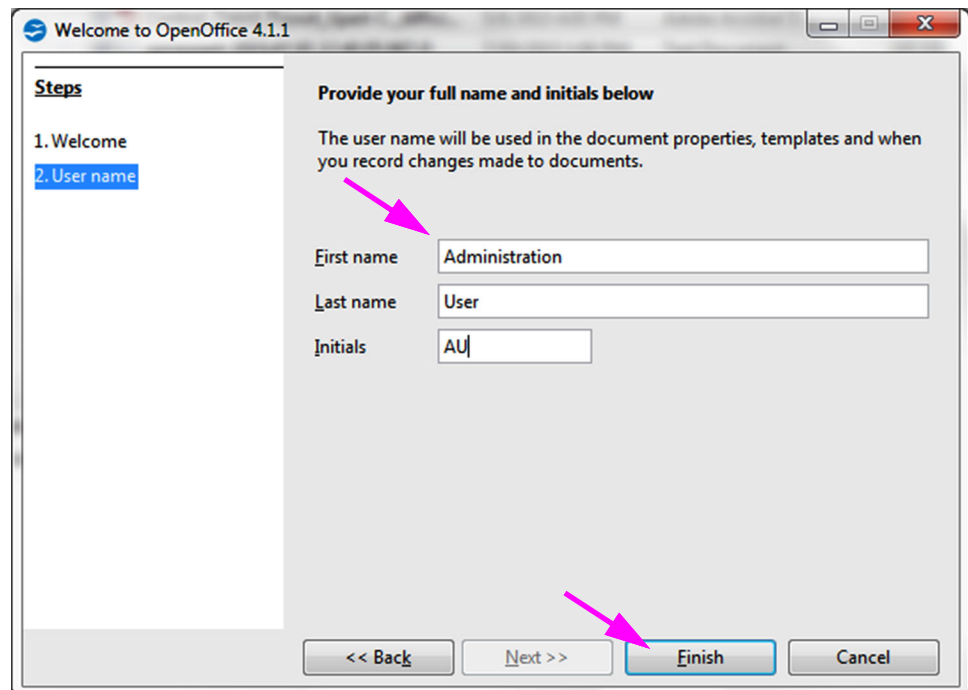 Welcome to OpenOffice 4.1.1
Steps
1. Welcome
2. User name
Provide your full name and initials below
The user name will be used in the document properties, templates and when
you record changes made to documents.
First name Administration
Last name User
Initials AU
<< Back Next >> Finish Cancel